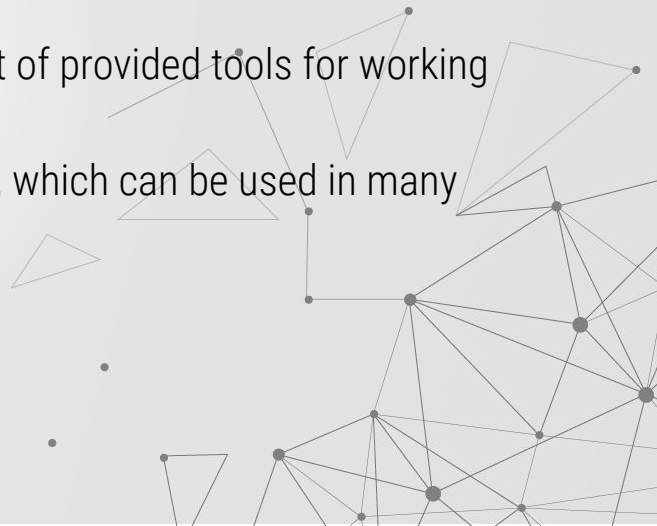 of provided tools for working
which can be used in many